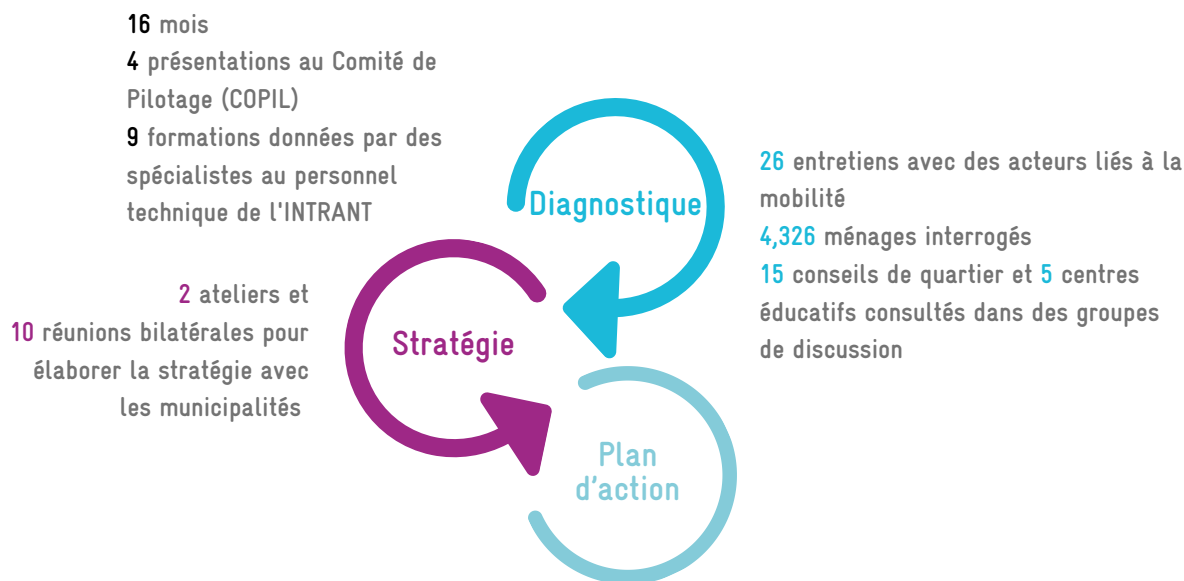 16 mois
4 présentations au Comité de
Pilotage (COPIL)
9 formations données par des
spécialistes au personnel
technique de l'INTRANT
Diagnostique
26 entretiens avec des acteurs liés à la
mobilité
4,326 ménages interrogés
15 conseils de quartier et 5 centres
éducatifs consultés dans des groupes
de discussion
2 ateliers et
10 réunions bilatérales pour
élaborer la stratégie avec
les municipalités
Stratégie
Plan
d'action